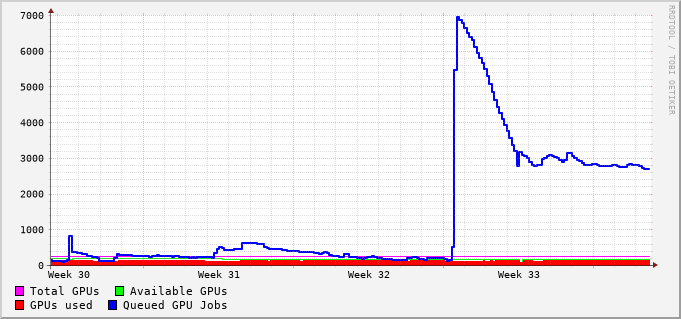 7000
6000
5000
4000
3000
2000
1000
0
Week 30 Week 31 Week 32 Week 33
Total GPUs Available GPUs
GPUs used Queued GPU Jobs
RRDTOOL / TOBI OETIKER